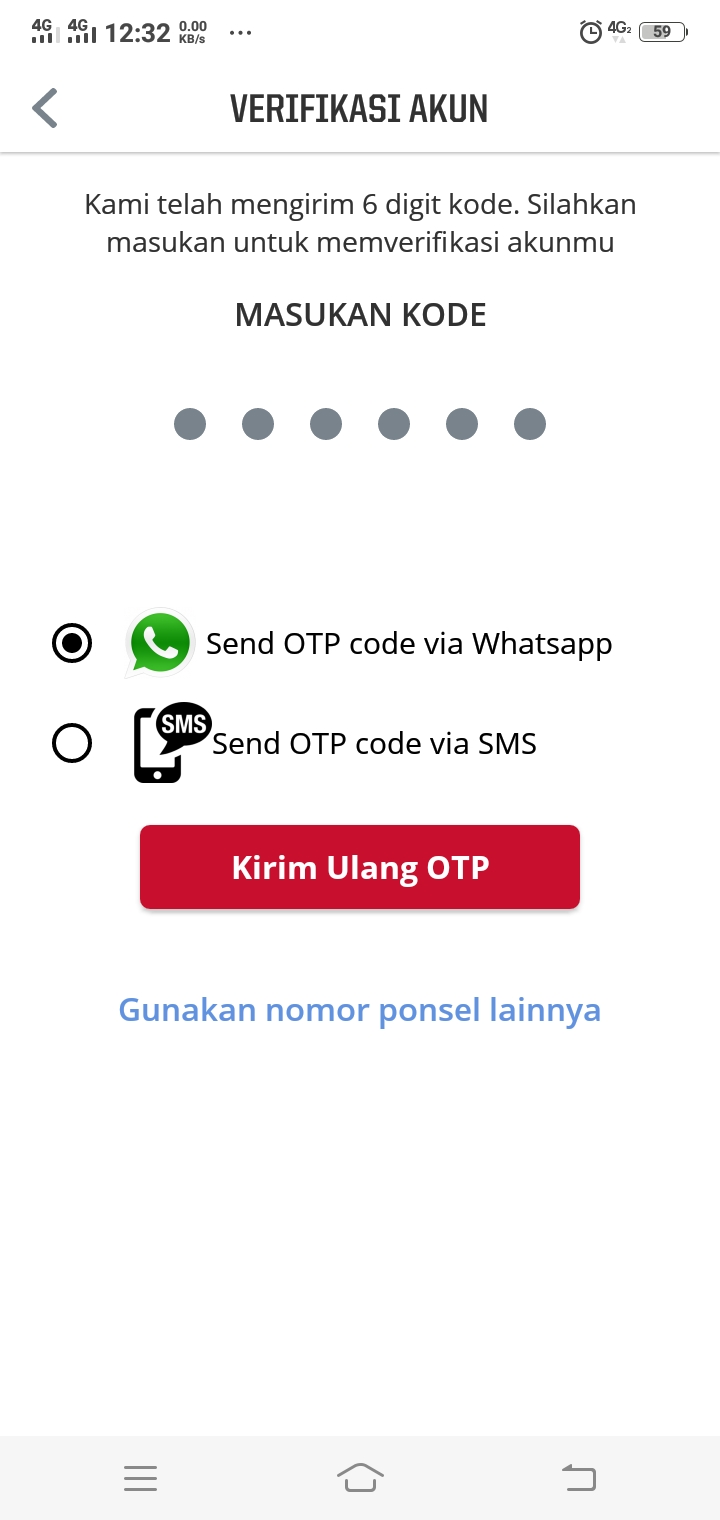 4G 4G 12:32 0.00 KB/s ... 4G2 59
VERIFIKASI AKUN
Kami telah mengirim 6 digit kode. Silahkan
masukan untuk memverifikasi akunmu
MASUKAN KODE
Send OTP code via Whatsapp
SMS
Send OTP code via SMS
Kirim Ulang OTP
Gunakan nomor ponsel lainnya